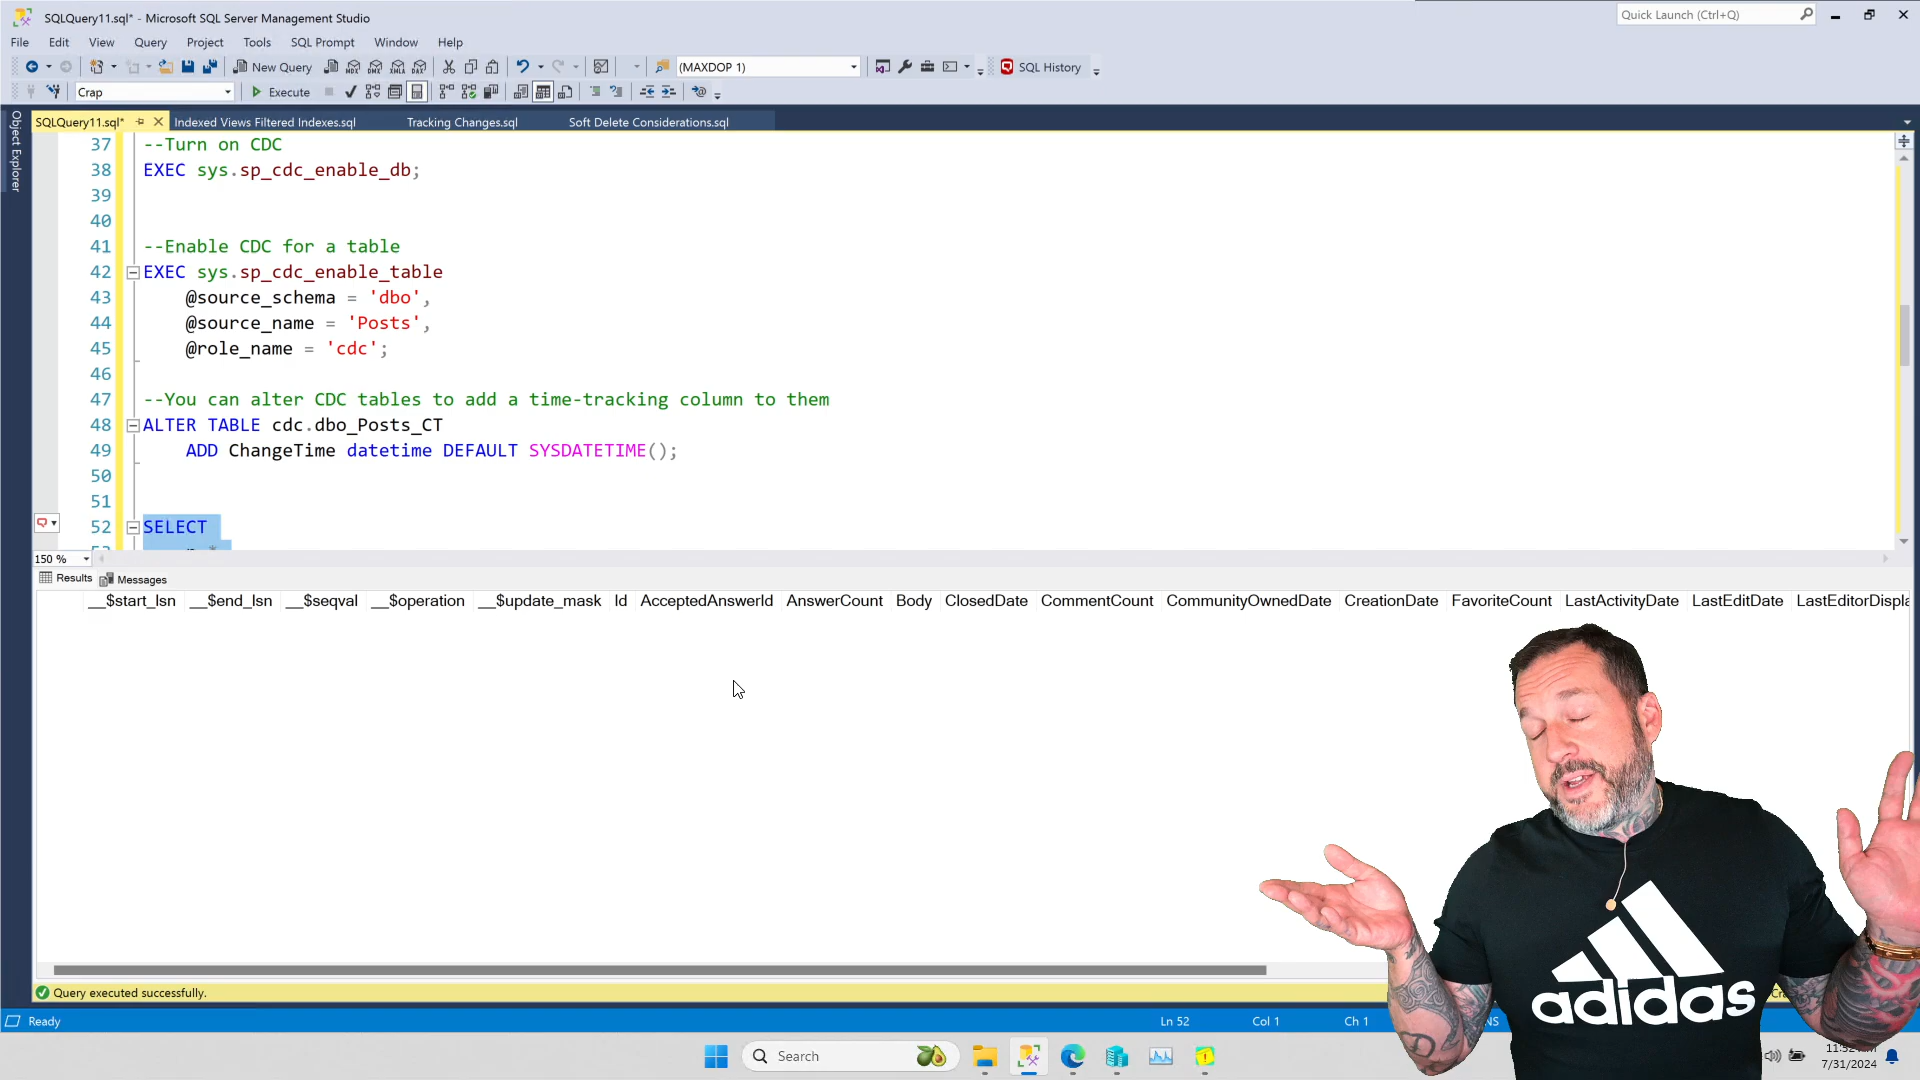 SQLQuery11.sql* - Microsoft SQL Server Management Studio
Quick Launch (Ctrl+Q)
File Edit View Query Project Tools SQL Prompt Window Help
New Query (MAXDOP 1) SQL History
Crap Execute
SQLQuery11.sql* Indexed Views Filtered Indexes.sql Tracking Changes.sql Soft Delete Considerations.sql
Object Explorer
37 --Turn on CDC
38 EXEC sys.sp_cdc_enable_db;
39
40
41 --Enable CDC for a table
42 EXEC sys.sp_cdc_enable_table
43 @source_schema = 'dbo',
44 @source_name = 'Posts',
45 @role_name = 'cdc';
46
47 --You can alter CDC tables to add a time-tracking column to them
48 ALTER TABLE cdc.dbo_Posts_CT
49 ADD ChangeTime datetime DEFAULT SYSDATETIME();
50
51
52 SELECT
150 %
Results Messages
__$start_lsn __$end_lsn __$seqval __$operation __$update_mask Id AcceptedAnswerId AnswerCount Body ClosedDate CommentCount CommunityOwnedDate CreationDate FavoriteCount LastActivityDate LastEditDate LastEditorDispla
Query executed successfully.
Ready Ln 52 Col 1 Ch 1
Search
7/31/2024
adidas